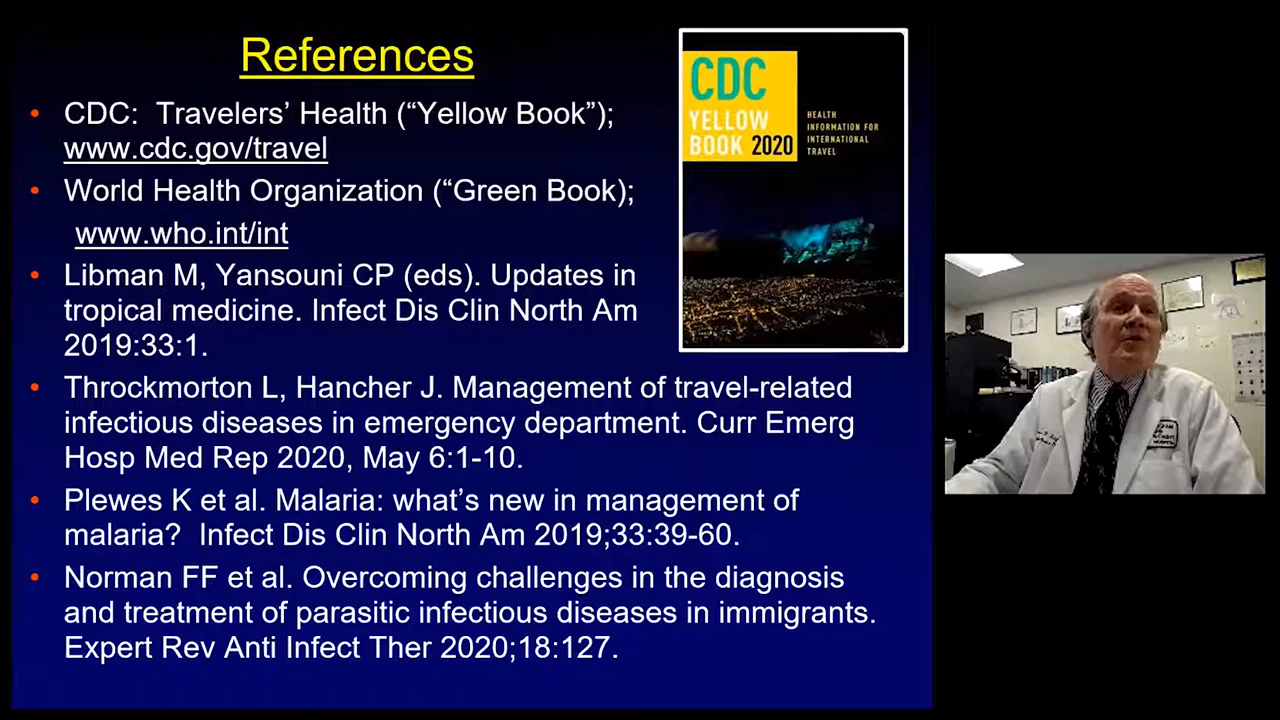 References
• CDC:  Travelers’ Health (“Yellow Book”);
www.cdc.gov/travel
• World Health Organization (“Green Book);
www.who.int/int
• Libman M, Yansouni CP (eds). Updates in
tropical medicine. Infect Dis Clin North Am
2019:33:1.
• Throckmorton L, Hancher J. Management of travel-related
infectious diseases in emergency department. Curr Emerg
Hosp Med Rep 2020, May 6:1-10.
• Plewes K et al. Malaria: what’s new in management of
malaria?  Infect Dis Clin North Am 2019;33:39-60.
• Norman FF et al. Overcoming challenges in the diagnosis
and treatment of parasitic infectious diseases in immigrants.
Expert Rev Anti Infect Ther 2020;18:127.
CDC
YELLOW
BOOK 2020
HEALTH
INFORMATION FOR
INTERNATIONAL
TRAVEL